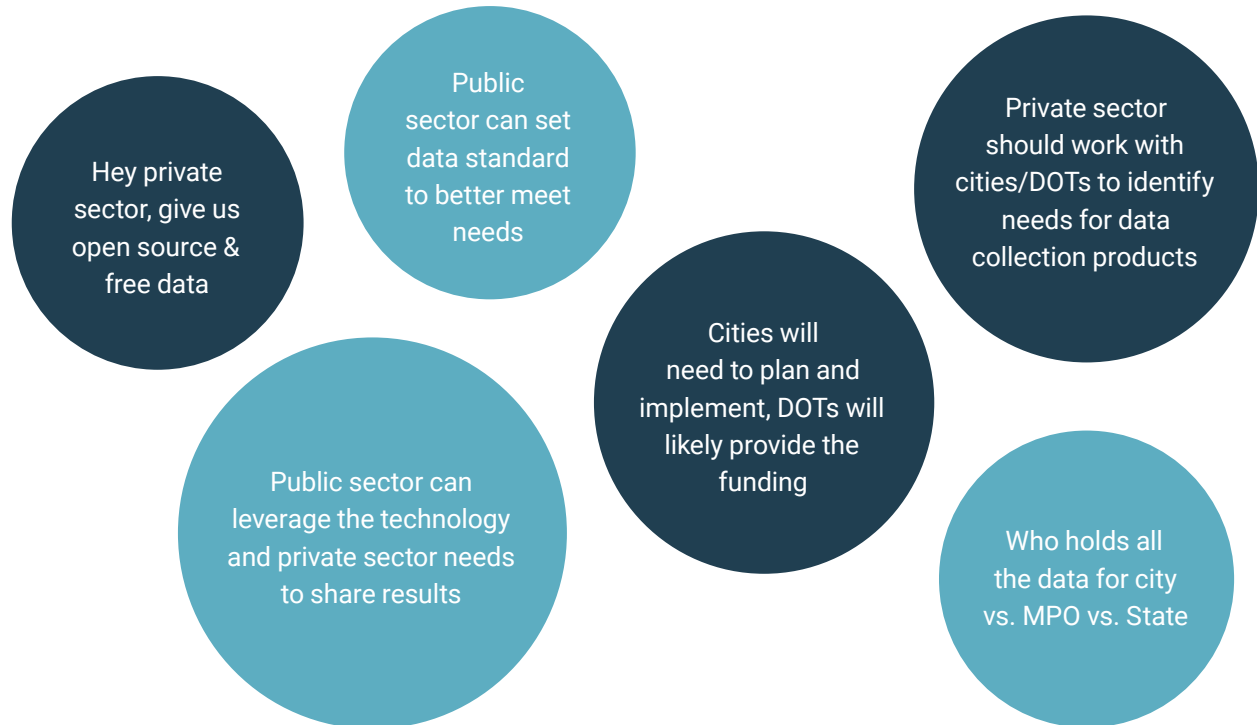 Hey private
sector, give us
open source &
free data
Public
sector can set
data standard
to better meet
needs
Private sector
should work with
cities/DOTs to identify
needs for data
collection products
Cities will
need to plan and
implement, DOTs will
likely provide the
funding
Public sector can
leverage the technology
and private sector needs
to share results
Who holds all
the data for city
vs. MPO vs. State